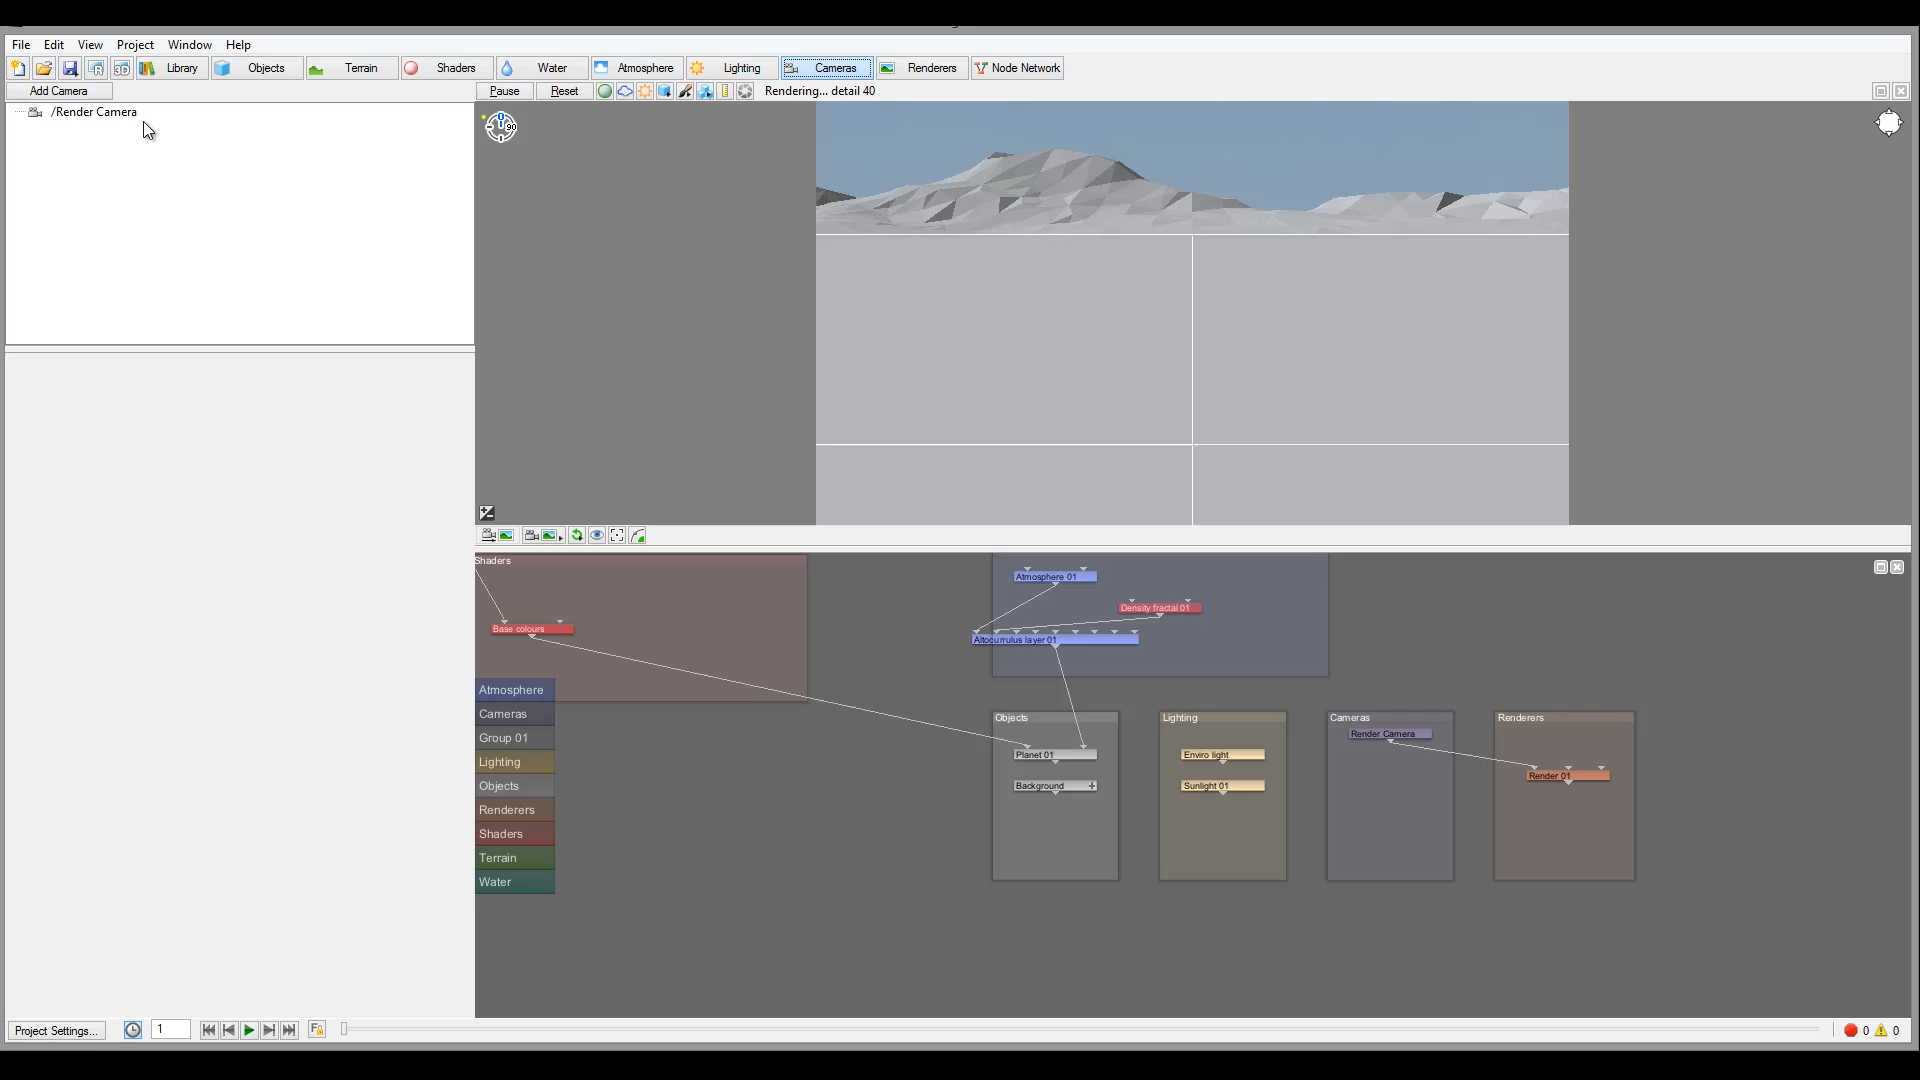 File Edit View Project Window Help
Library Objects Terrain Shaders Water Atmosphere Lighting Cameras Renderers Node Network
Add Camera Pause Reset Rendering... detail 40
/Render Camera
90
Shaders
Base colours
Atmosphere 01
Density fractal 01
Altocumulus layer 01
Atmosphere
Cameras
Group 01
Lighting
Objects
Renderers
Shaders
Terrain
Water
Objects
Planet 01
Background
Lighting
Enviro light
Sunlight 01
Cameras
Render Camera
Renderers
Render 01
Project Settings... 1 0 0